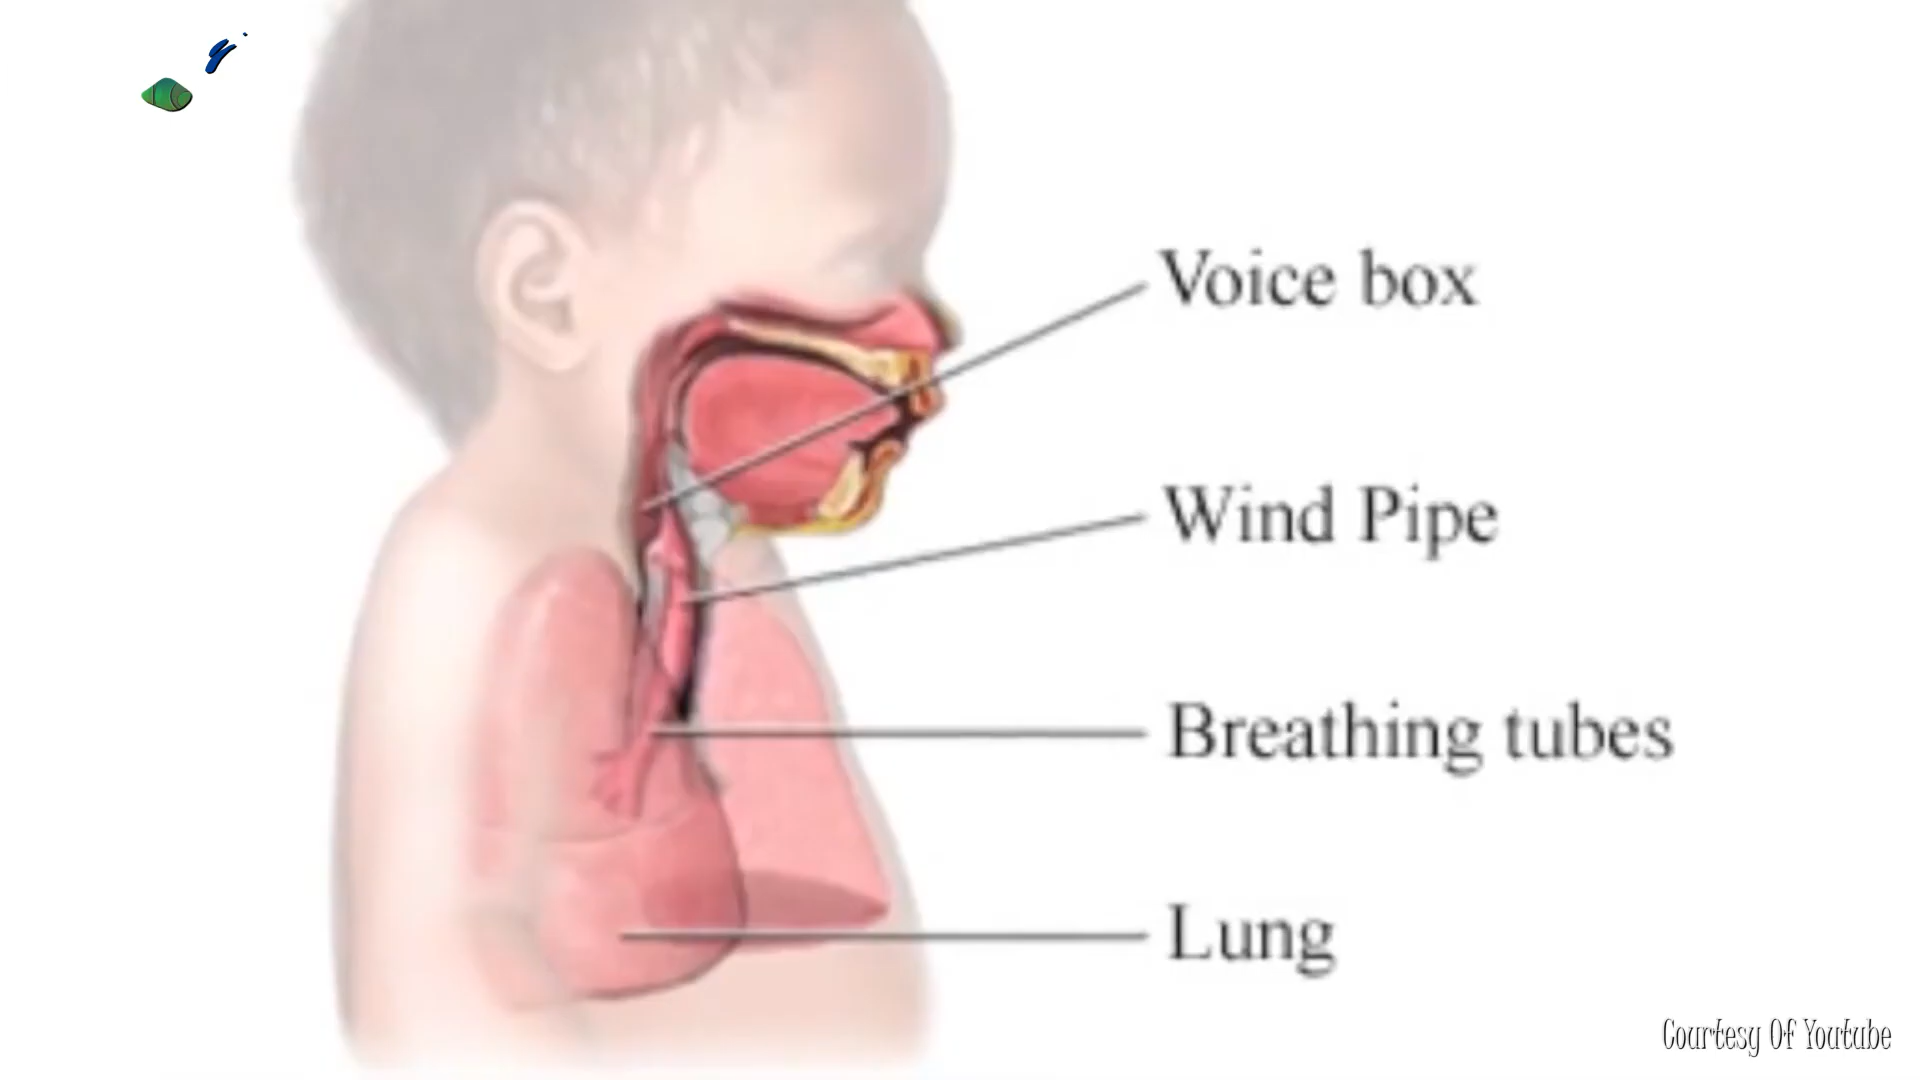 Voice box
Wind Pipe
Breathing tubes
Lung
Courtesy Of Youtube